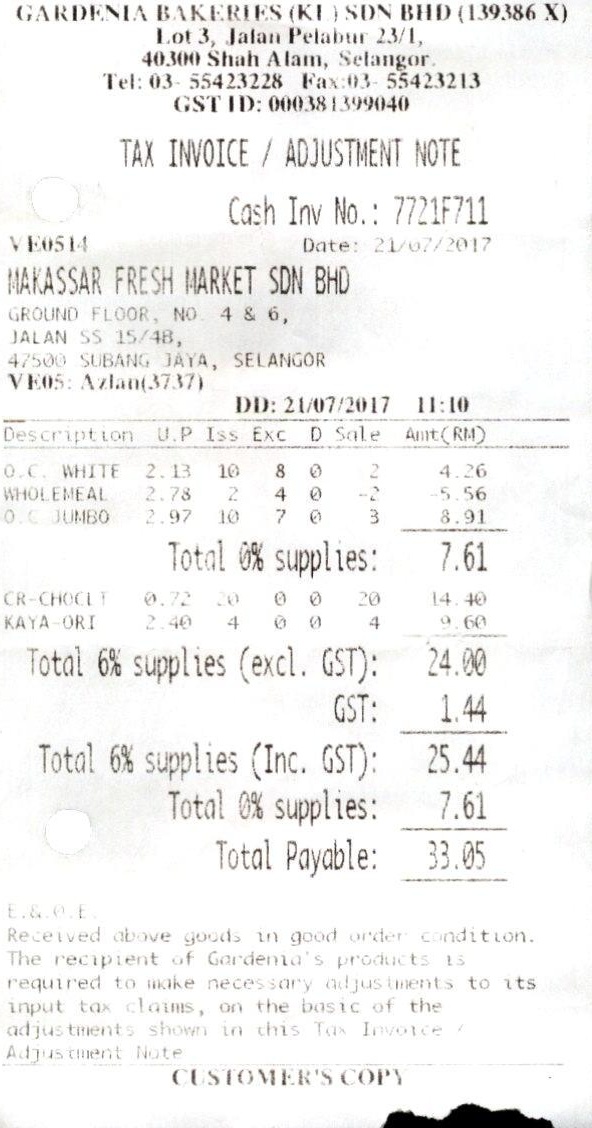 GARDENIA BAKERIES (KL) SDN BHD (139386 X)
Lot 3, Jalan Pelabur 23/1,
40300 Shah Alam, Selangor.
Tel: 03- 55423228 Fax:03- 55423213
GST ID: 000381399040
TAX INVOICE / ADJUSTMENT NOTE
Cash Inv No.: 7721F711
VE0514 Date: 21/07/2017
MAKASSAR FRESH MARKET SDN BHD
GROUND FLOOR, NO. 4 & 6,
JALAN SS 15/4B,
47500 SUBANG JAYA, SELANGOR
VE05: Azlan(3737)
DD: 21/07/2017 11:10
Description U.P Iss Exc D Sale Amt(RM)
O.C. WHITE 2.13 10 8 0 2 4.26
WHOLEMEAL 2.78 2 4 0 -2 -5.56
O.C JUMBO 2.97 10 7 0 3 8.91
Total 0% supplies: 7.61
CR-CHOCLT 0.72 20 0 0 20 14.40
KAYA-ORI 2.40 4 0 0 4 9.60
Total 6% supplies (excl. GST): 24.00
GST: 1.44
Total 6% supplies (Inc. GST): 25.44
Total 0% supplies: 7.61
Total Payable: 33.05
E.&.O.E.
Received above goods in good order condition.
The recipient of Gardenia's products is
required to make necessary adjustments to its
input tax claims, on the basic of the
adjustments shown in this Tax Invoice /
Adjustment Note
CUSTOMER'S COPY